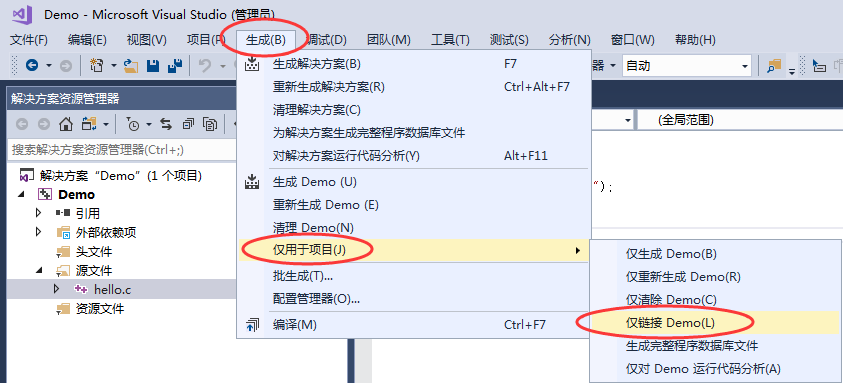 Demo - Microsoft Visual Studio (管理员)
文件(F) 编辑(E) 视图(V) 项目(P) 生成(B) 调试(D) 团队(M) 工具(T) 测试(S) 分析(N) 窗口(W) 帮助(H)
器 自动
解决方案资源管理器
搜索解决方案资源管理器(Ctrl+;)
解决方案"Demo"(1 个项目)
Demo
引用
外部依赖项
头文件
源文件
hello.c
资源文件
生成解决方案(B) F7
重新生成解决方案(R) Ctrl+Alt+F7
清理解决方案(C)
为解决方案生成完整程序数据库文件
对解决方案运行代码分析(Y) Alt+F11
生成 Demo (U)
重新生成 Demo (E)
清理 Demo(N)
仅用于项目(J)
批生成(T)...
配置管理器(O)...
编译(M) Ctrl+F7
(全局范围)
");
仅生成 Demo(B)
仅重新生成 Demo(R)
仅清除 Demo(C)
仅链接 Demo(L)
生成完整程序数据库文件
仅对 Demo 运行代码分析(A)